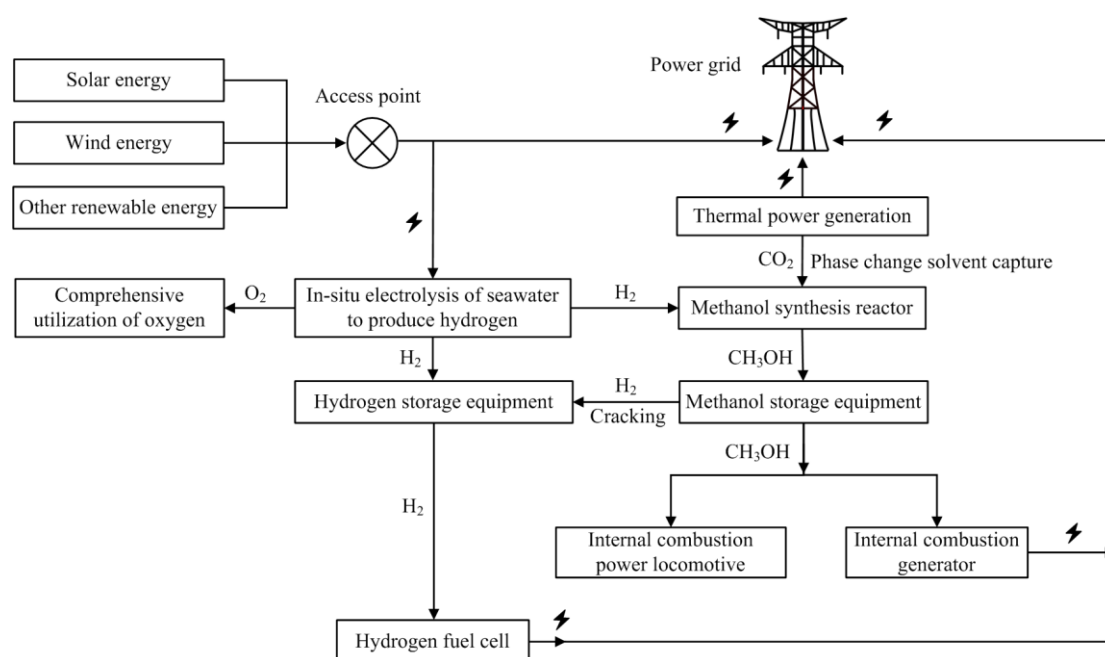 Power grid
Solar energy
Access point
Wind energy
Other renewable energy
Thermal power generation
CO₂
Phase change solvent capture
Comprehensive
utilization of oxygen
O₂
In-situ electrolysis of seawater
to produce hydrogen
H₂
Methanol synthesis reactor
H₂
CH₃OH
Hydrogen storage equipment
H₂
Cracking
Methanol storage equipment
CH₃OH
H₂
Internal combustion
power locomotive
Internal combustion
generator
Hydrogen fuel cell